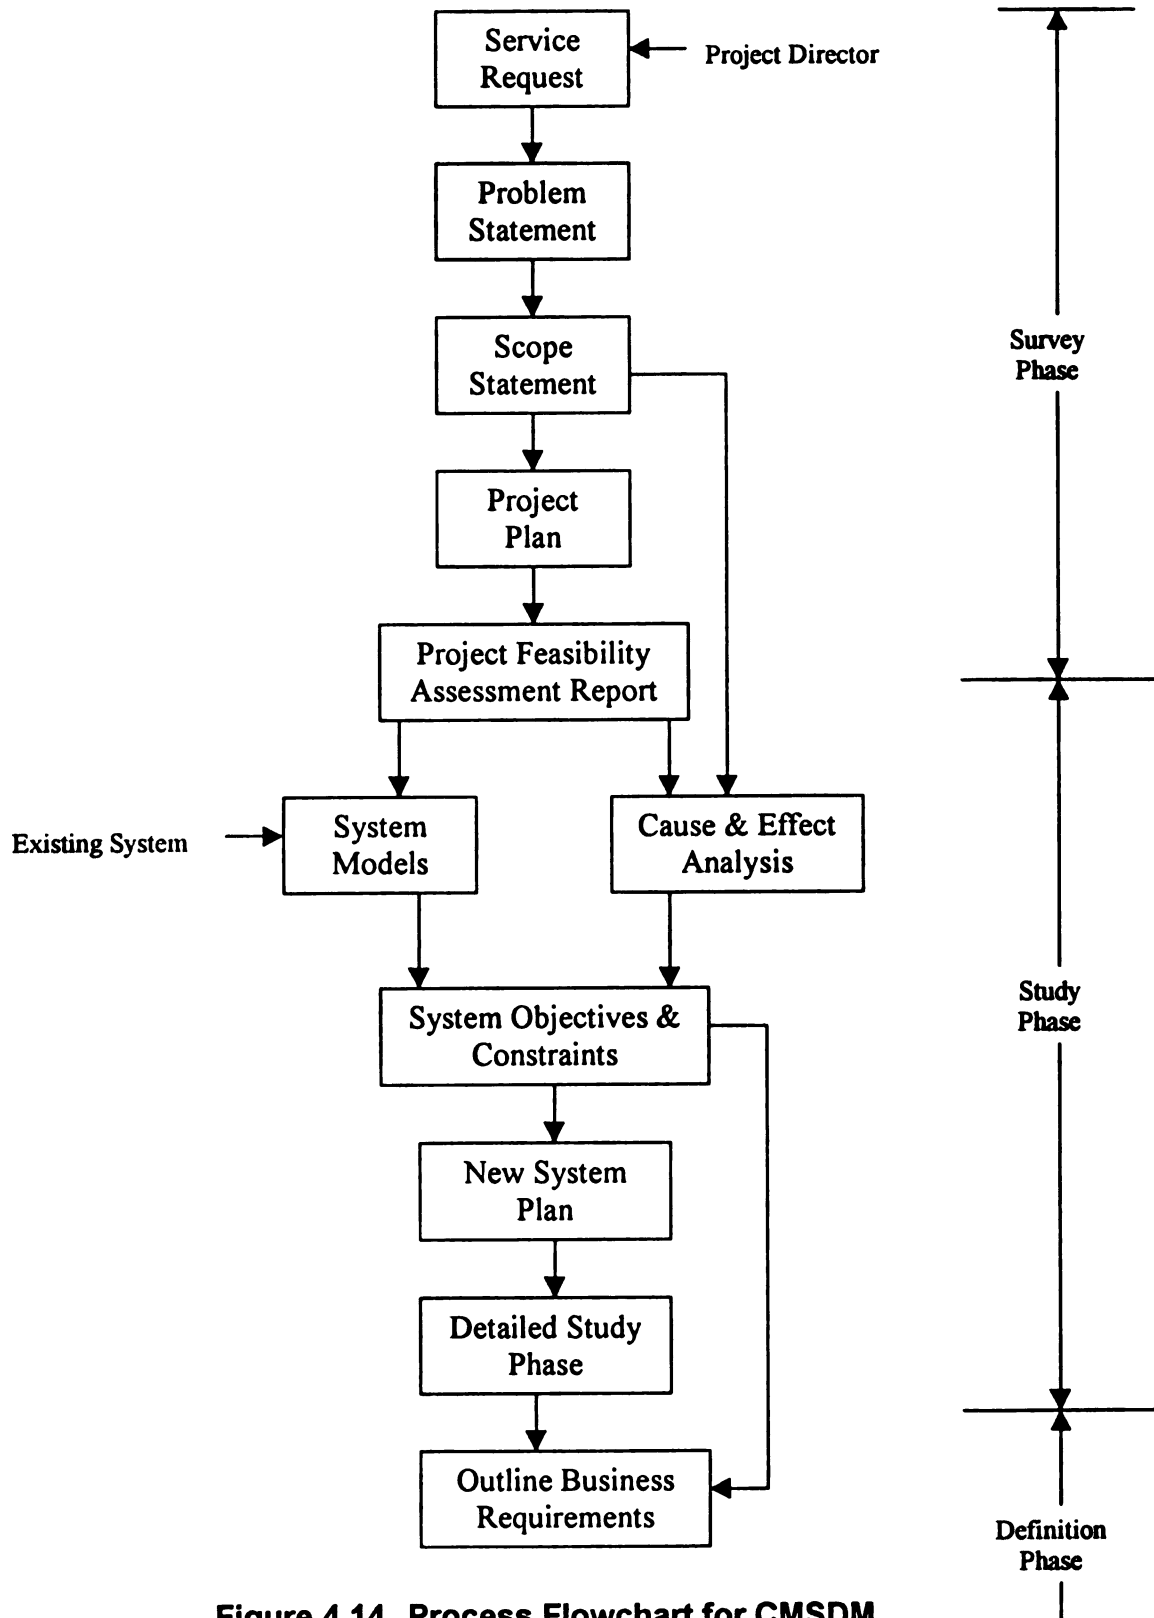 Service
Request
Project Director
Problem
Statement
Scope
Statement
Survey
Phase
Project
Plan
Project Feasibility
Assessment Report
Existing System
System
Models
Cause & Effect
Analysis
System Objectives &
Constraints
Study
Phase
New System
Plan
Detailed Study
Phase
Outline Business
Requirements
Definition
Phase
Figure 4.14 Process Flowchart for CMSDM